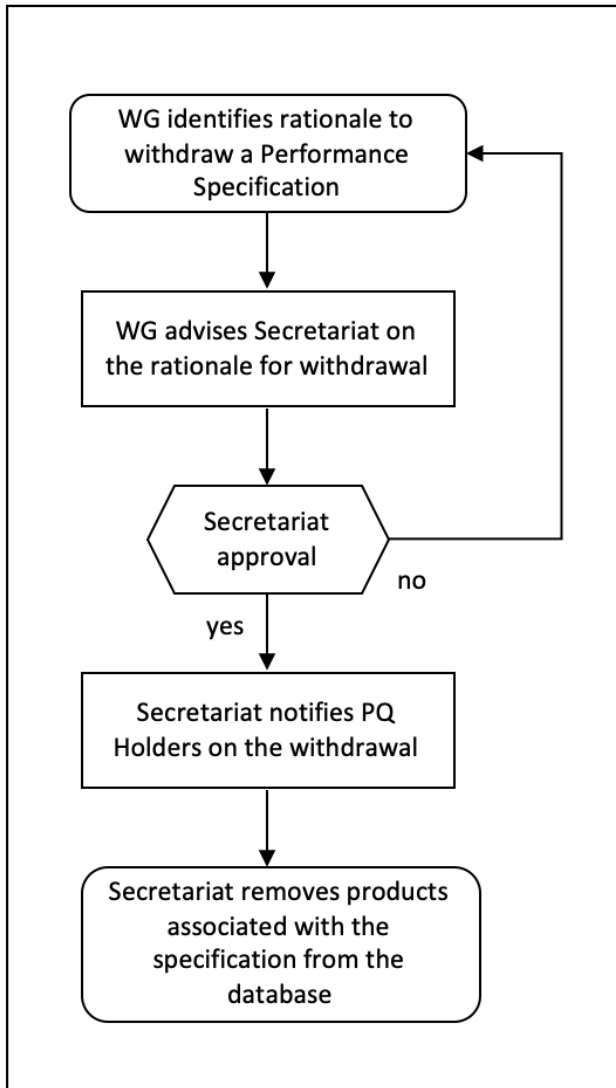 WG identifies rationale to
withdraw a Performance
Specification
WG advises Secretariat on
the rationale for withdrawal
Secretariat
approval
no
yes
Secretariat notifies PQ
Holders on the withdrawal
Secretariat removes products
associated with the
specification from the
database